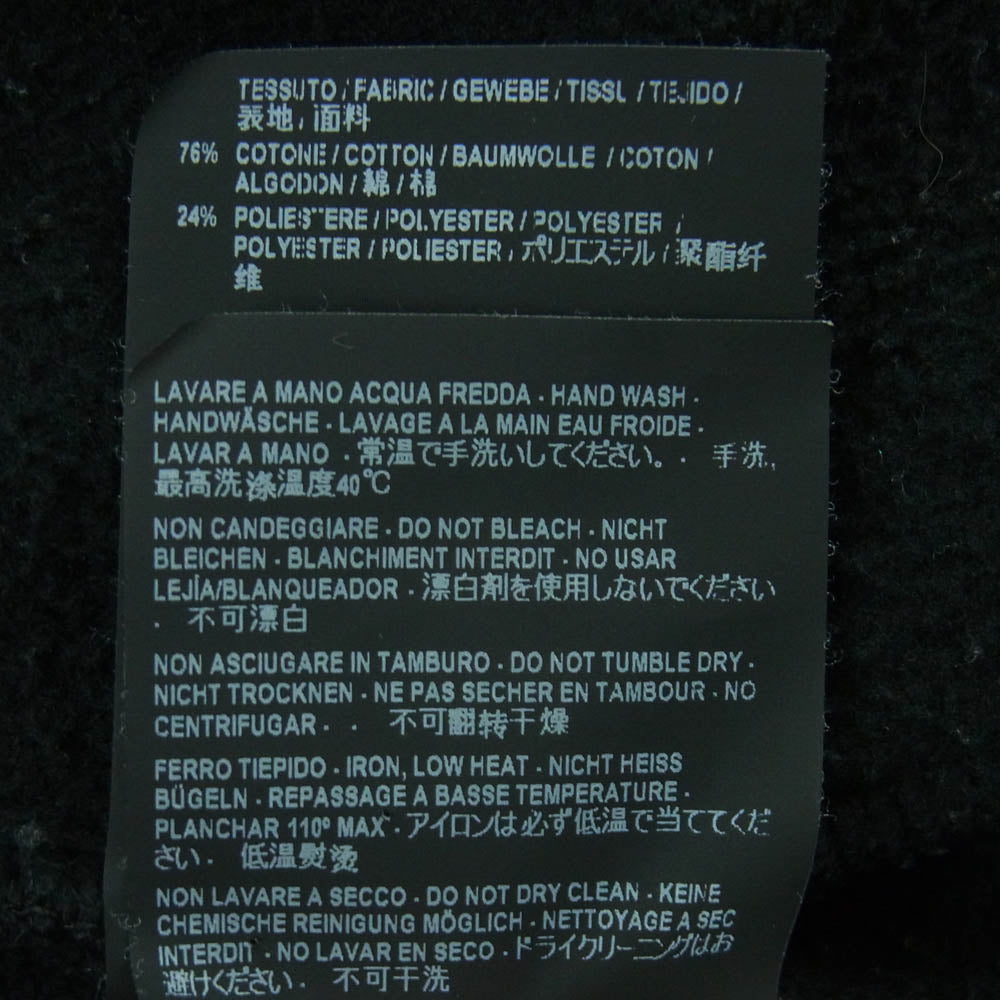 TESSUTO / FABRIC / GEWEBE / TISSU / TEJIDO /
表地 / 面料
76% COTONE / COTTON / BAUMWOLLE / COTON /
ALGODON / 綿 / 棉
24% POLIESTERE / POLYESTER / POLYESTER /
POLYESTER / POLIESTER / ポリエステル / 聚酯纤
维
LAVARE A MANO ACQUA FREDDA - HAND WASH -
HANDWÄSCHE - LAVAGE A LA MAIN EAU FROIDE -
LAVAR A MANO - 常温で手洗いしてください。- 手洗,
最高洗涤温度40°C
NON CANDEGGIARE - DO NOT BLEACH - NICHT
BLEICHEN - BLANCHIMENT INTERDIT - NO USAR
LEJÍA/BLANQUEADOR - 漂白剤を使用しないでください
- 不可漂白
NON ASCIUGARE IN TAMBURO - DO NOT TUMBLE DRY -
NICHT TROCKNEN - NE PAS SECHER EN TAMBOUR - NO
CENTRIFUGAR - - 不可翻转干燥
FERRO TIEPIDO - IRON, LOW HEAT - NICHT HEISS
BÜGELN - REPASSAGE A BASSE TEMPERATURE -
PLANCHAR 110º MAX - アイロンは必ず低温で当ててくだ
さい - 低温熨烫
NON LAVARE A SECCO - DO NOT DRY CLEAN - KEINE
CHEMISCHE REINIGUNG MÖGLICH - NETTOYAGE A SEC
INTERDIT - NO LAVAR EN SECO - ドライクリーニングはお
避けください - 不可干洗